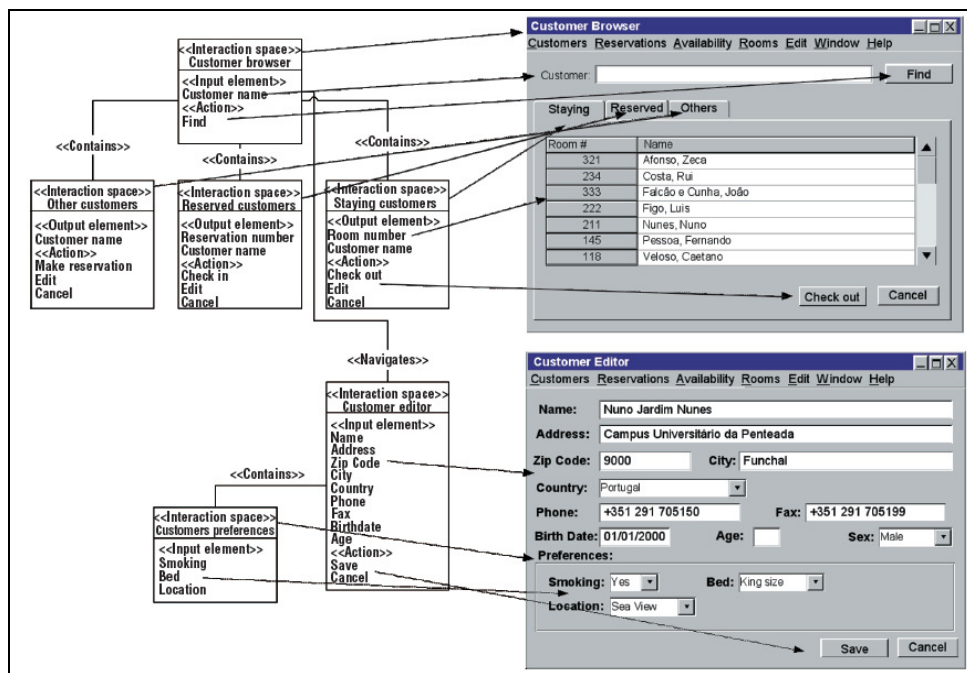 <<Interaction space>>
Customer browser
<<Input element>>
Customer name
<<Action>>
Find
<<Contains>>
<<Contains>>
<<Contains>>
<<Interaction space>>
Other customers
<<Output element>>
Customer name
<<Action>>
Make reservation
Edit
Cancel
<<Interaction space>>
Reserved customers
<<Output element>>
Reservation number
Customer name
<<Action>>
Check in
Edit
Cancel
<<Interaction space>>
Staying customers
<<Output element>>
Room number
Customer name
<<Action>>
Check out
Edit
Cancel
<<Navigates>>
<<Interaction space>>
Customer editor
<<Input element>>
Name
Address
Zip Code
City
Country
Phone
Fax
Birthdate
Age
<<Action>>
Save
Cancel
<<Contains>>
<<Interaction space>>
Customers preferences
<<Input element>>
Smoking
Bed
Location
Customer Browser
Customers Reservations Availability Rooms Edit Window Help
Customer: Find
Staying Reserved Others
Room # Name
321 Afonso, Zeca
234 Costa, Rui
333 Falcão e Cunha, João
222 Figo, Luis
211 Nunes, Nuno
145 Pessoa, Fernando
118 Veloso, Caetano
Check out Cancel
Customer Editor
Customers Reservations Availability Rooms Edit Window Help
Name: Nuno Jardim Nunes
Address: Campus Universitário da Penteada
Zip Code: 9000 City: Funchal
Country: Portugal
Phone: +351 291 705150 Fax: +351 291 705199
Birth Date: 01/01/2000 Age: Sex: Male
Preferences:
Smoking: Yes Bed: King size
Location: Sea View
Save Cancel